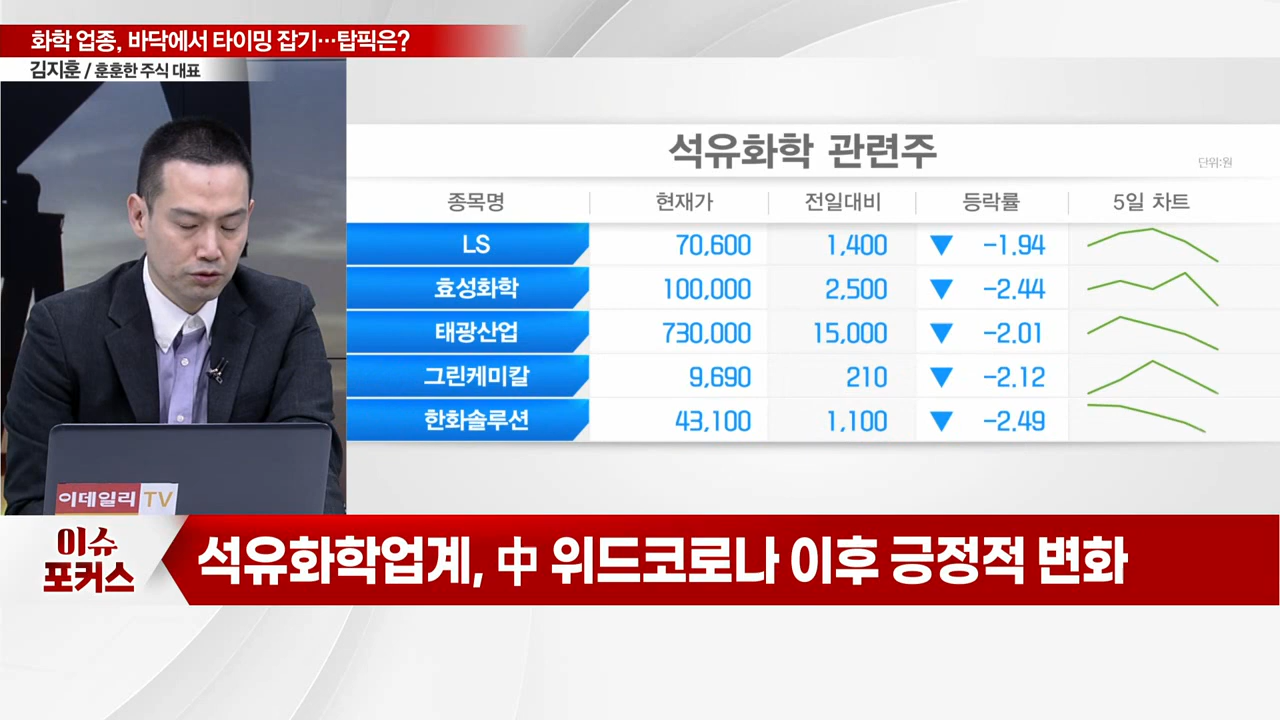 화학 업종, 바닥에서 타이밍 잡기…탑픽은?
김지훈 / 훈훈한 주식 대표
석유화학 관련주
단위:원
종목명 현재가 전일대비 등락률 5일 차트
LS 70,600 1,400 ▼ -1.94
효성화학 100,000 2,500 ▼ -2.44
태광산업 730,000 15,000 ▼ -2.01
그린케미칼 9,690 210 ▼ -2.12
한화솔루션 43,100 1,100 ▼ -2.49
이데일리 TV
이슈
포커스
석유화학업계, 中 위드코로나 이후 긍정적 변화